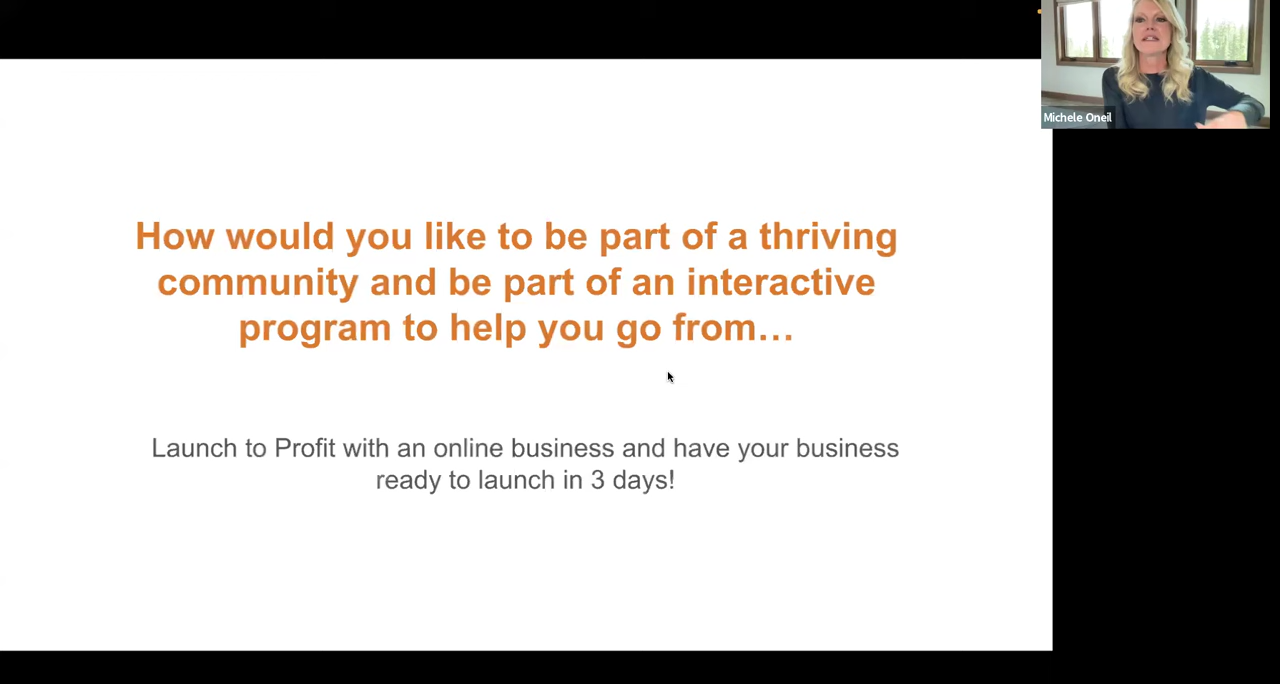 Michele Oneil
How would you like to be part of a thriving
community and be part of an interactive
program to help you go from…
Launch to Profit with an online business and have your business
ready to launch in 3 days!